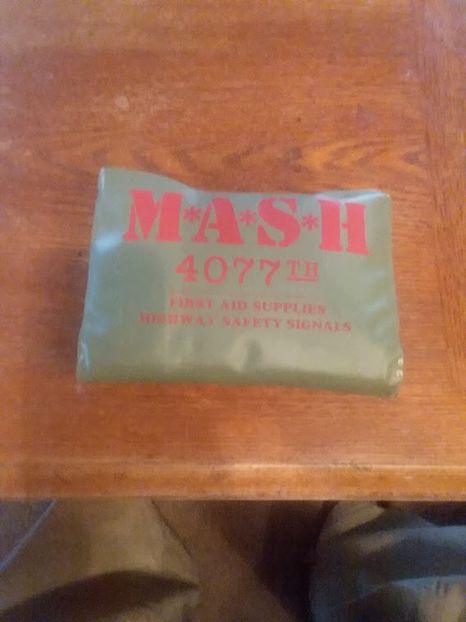 M*A*S*H
4077TH
FIRST AID SUPPLIES
HIGHWAY SAFETY SIGNALS